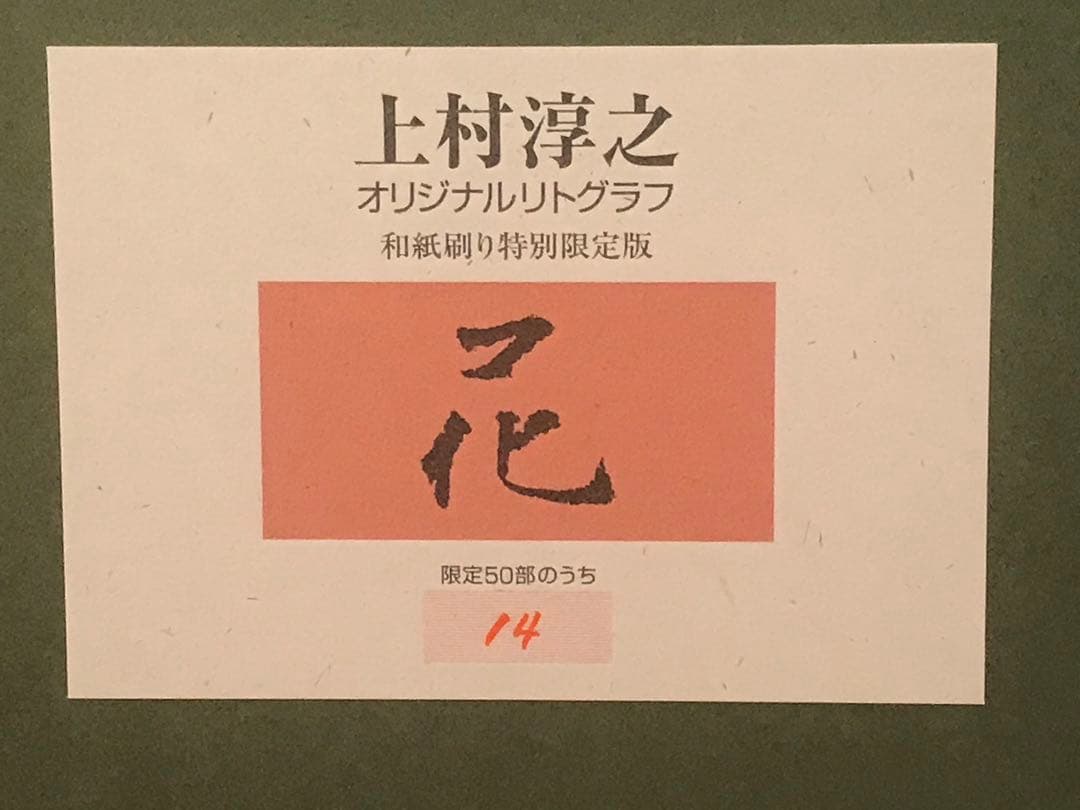 上村淳之
オリジナルリトグラフ
和紙刷り特別限定版
花
限定50部のうち
14